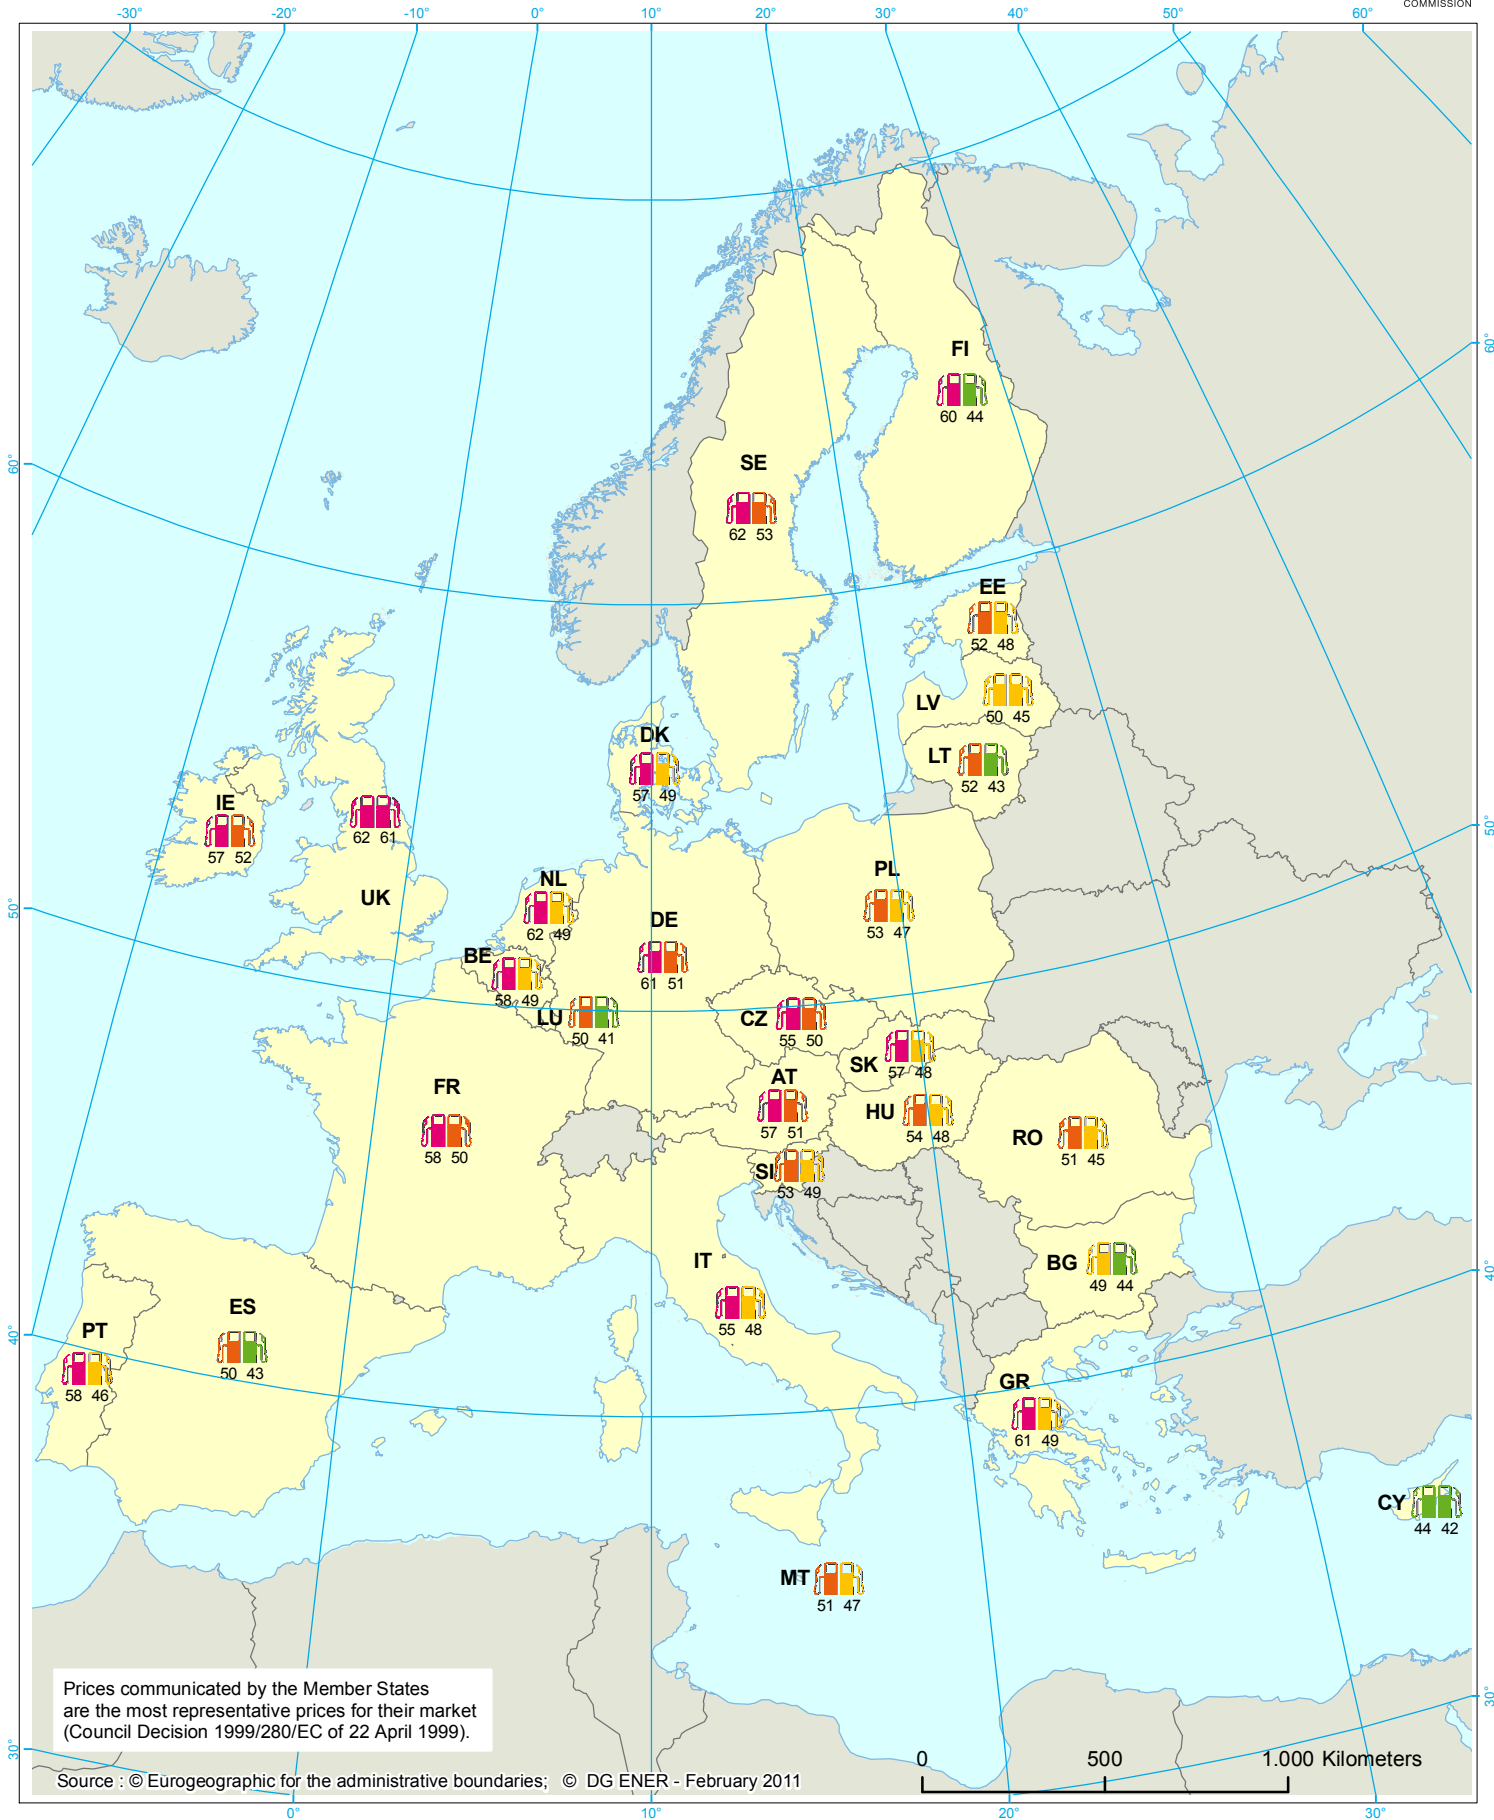 COMMISSION
-30° -20° -10° 0° 10° 20° 30° 40° 50° 60°
FI
60 44
60°
SE
62 53
60°
EE
52 48
LV
50 45
DK
57 49
LT
52 43
IE
57 52
62 61
UK
50°
PL
53 47
NL
62 49
DE
61 51
50°
BE
58 49
LU
50 41
CZ
55 50
SK
57 48
AT
57 51
HU
54 48
FR
58 50
RO
51 45
SI
53 49
IT
55 48
BG
49 44
40°
ES
50 43
PT
58 46
40°
GR
61 49
CY
44 42
MT
51 47
30°
Prices communicated by the Member States
are the most representative prices for their market
(Council Decision 1999/280/EC of 22 April 1999).
30°
0 500 1.000 Kilometers
Source : © Eurogeographic for the administrative boundaries; © DG ENER - February 2011
0° 10° 20° 30°